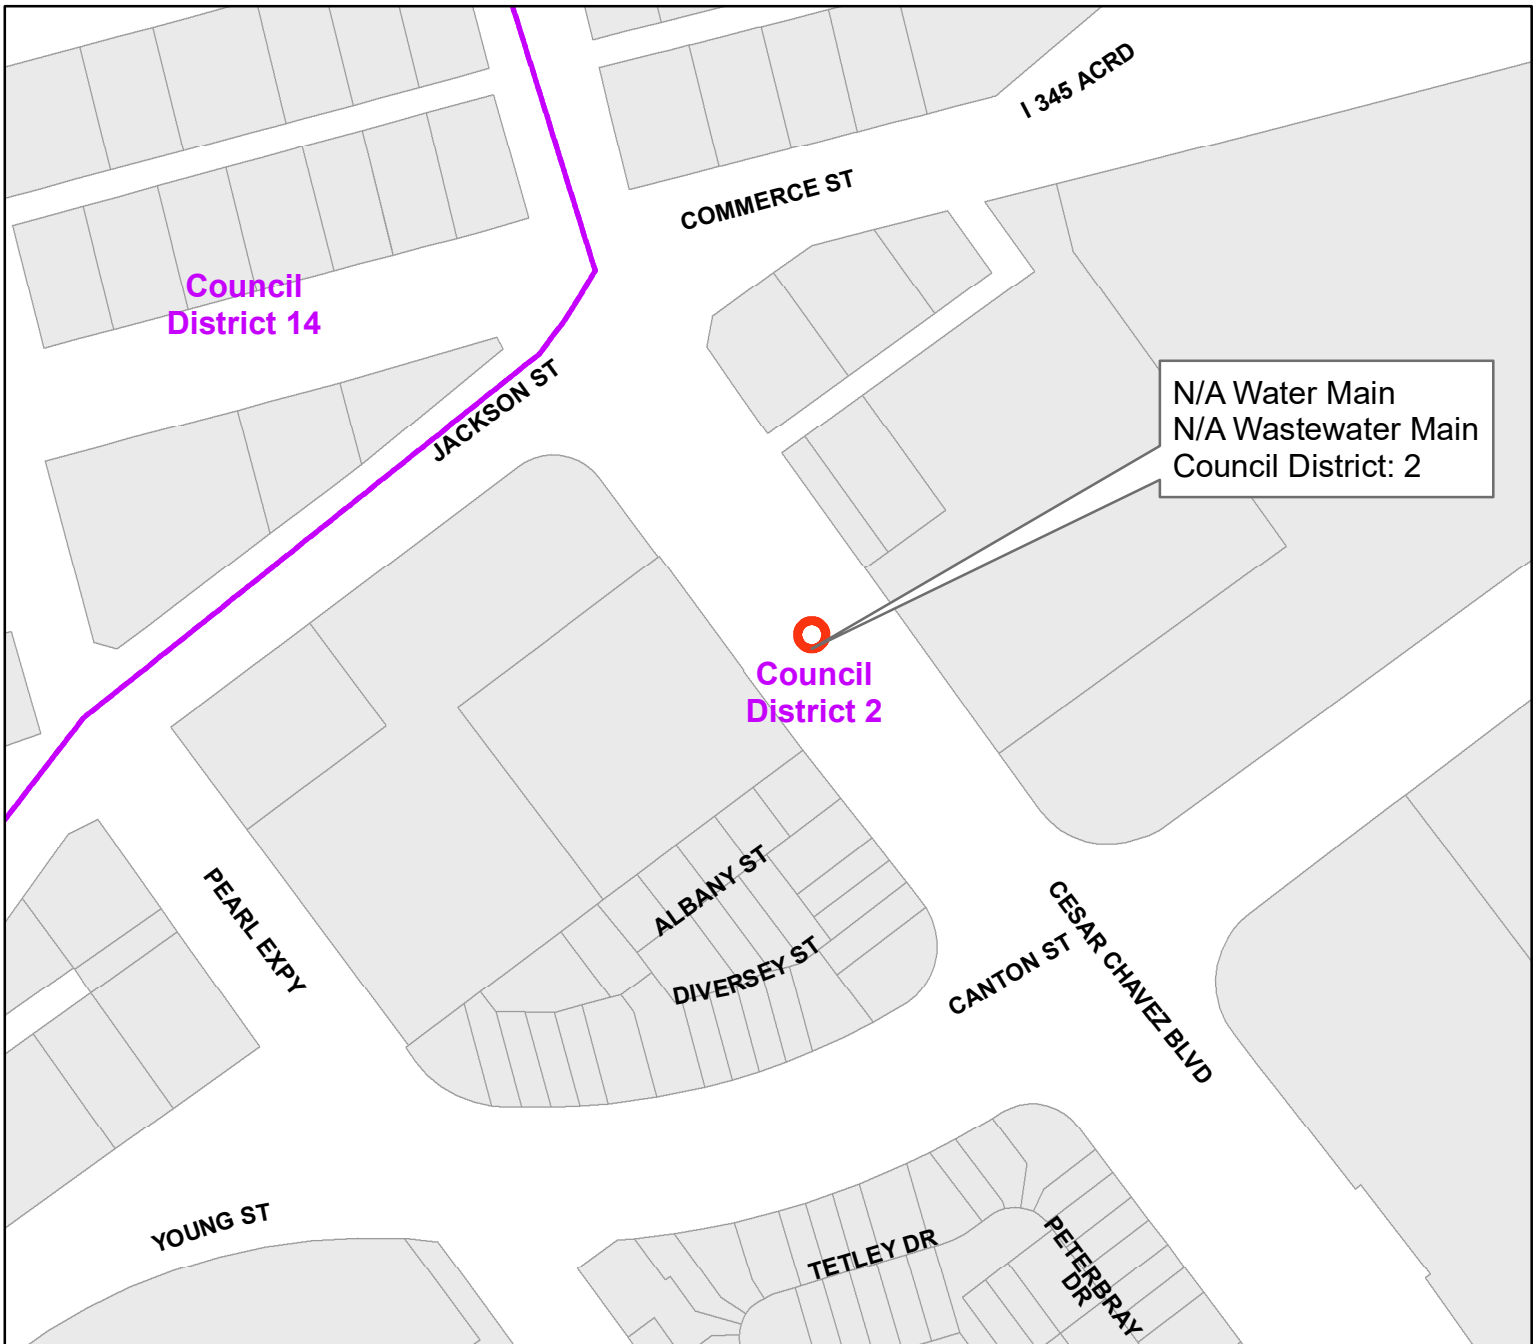 I 345 ACRD
COMMERCE ST
Council
District 14
JACKSON ST
N/A Water Main
N/A Wastewater Main
Council District: 2
Council
District 2
ALBANY ST
PEARL EXPY
DIVERSEY ST
CANTON ST
CESAR CHAVEZ BLVD
YOUNG ST
TETLEY DR
PETERBRAY
DR